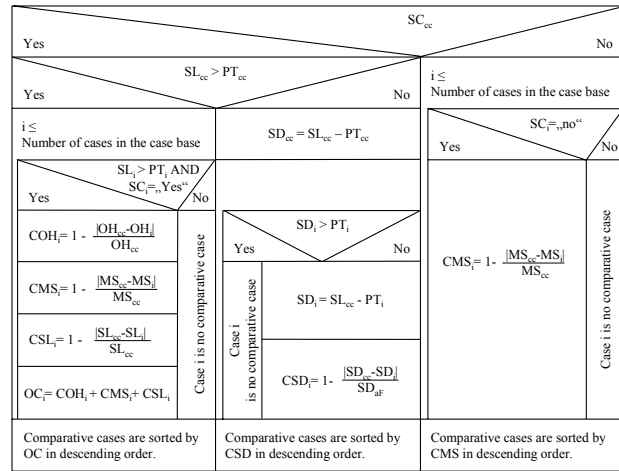 SCcc
Yes
No
SLcc > PTcc
Yes
No
i ≤
Number of cases in the case base
SLi > PTi AND
SCi=„Yes“
Yes
No
COHi= 1 - |OHcc-OHi| / OHcc
CMSi= 1 - |MScc-MSi| / MScc
CSLi= 1 - |SLcc-SLi| / SLcc
OCi= COHi + CMSi+ CSLi
Case i is no comparative case
Comparative cases are sorted by
OC in descending order.
SDcc = SLcc – PTcc
SDi > PTi
Yes
No
Case i
is no comparative case
SDi = SLcc - PTi
CSDi= 1- |SDcc-SDi| / SDaF
Comparative cases are sorted by
CSD in descending order.
i ≤
Number of cases in the case base
SCi=„no“
Yes
No
CMSi= 1- |MScc-MSi| / MScc
Case i is no comparative case
Comparative cases are sorted by
CMS in descending order.